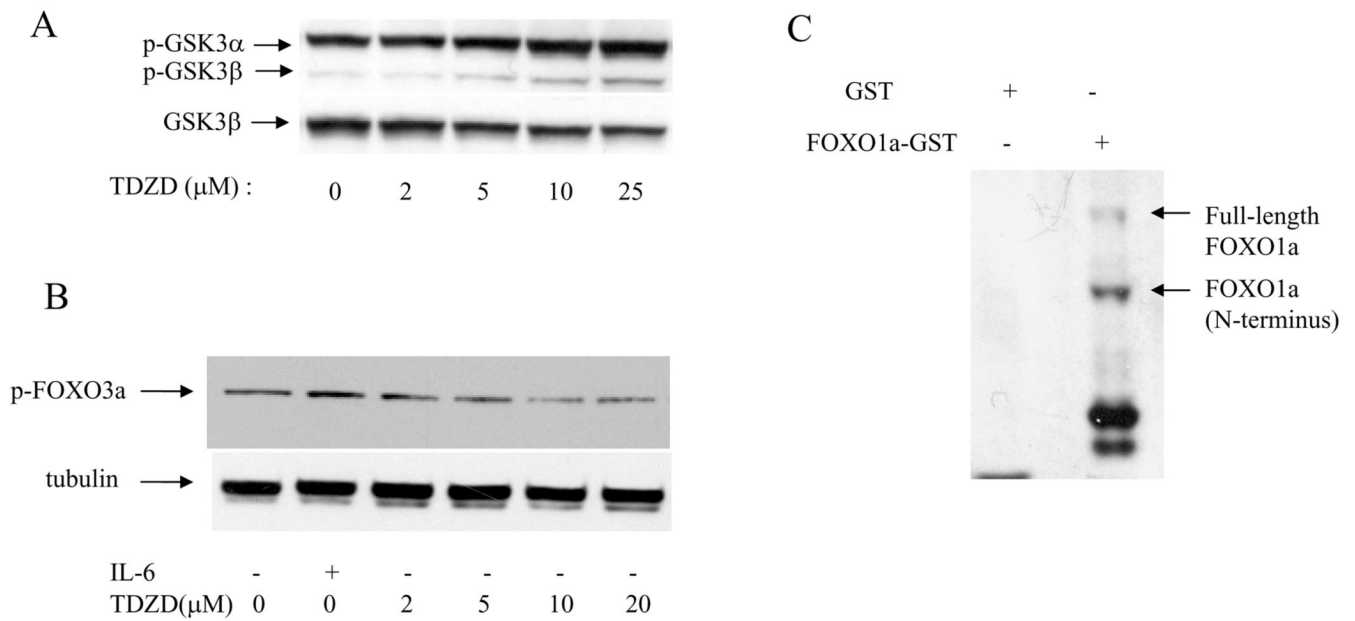 A
p-GSK3α
p-GSK3β
GSK3β
TDZD (μM) : 0 2 5 10 25
B
p-FOXO3a
tubulin
IL-6 - + - - - -
TDZD(μM) 0 0 2 5 10 20
C
GST + -
FOXO1a-GST - +
Full-length
FOXO1a
FOXO1a
(N-terminus)